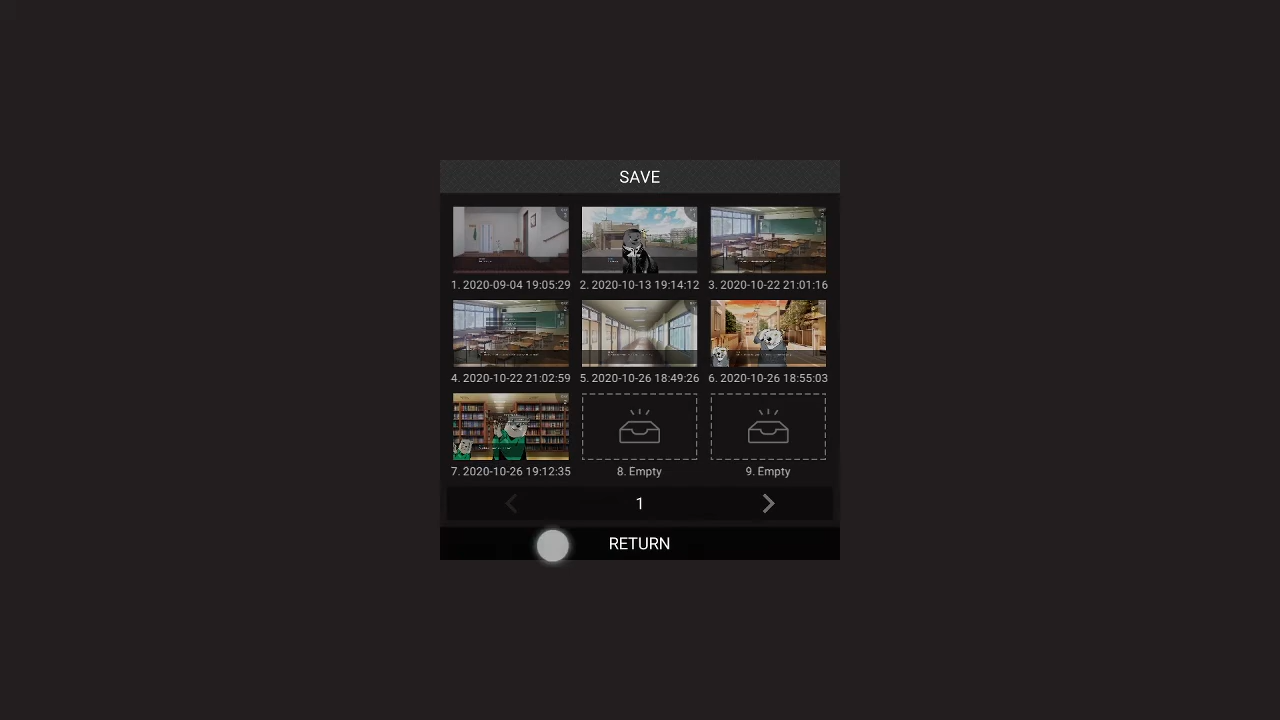 SAVE
1. 2020-09-04 19:05:29
2. 2020-10-13 19:14:12
3. 2020-10-22 21:01:16
4. 2020-10-22 21:02:59
5. 2020-10-26 18:49:26
6. 2020-10-26 18:55:03
7. 2020-10-26 19:12:35
8. Empty
9. Empty
1
RETURN